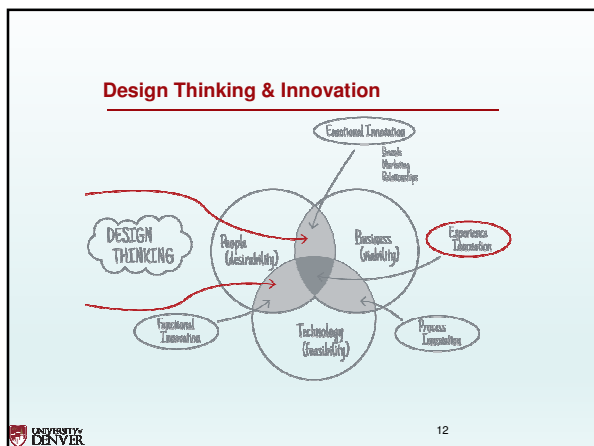 Design Thinking & Innovation
Emotional Innovation
Brands
Marketing
Relationships
DESIGN
THINKING
People
(desirability)
Business
(viability)
Experience
Innovation
Functional
Innovation
Technology
(feasibility)
Process
Innovation
UNIVERSITY of
DENVER
12